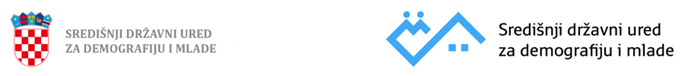 SREDIŠNJI DRŽAVNI URED
ZA DEMOGRAFIJU I MLADE
Središnji državni ured
za demografiju i mlade